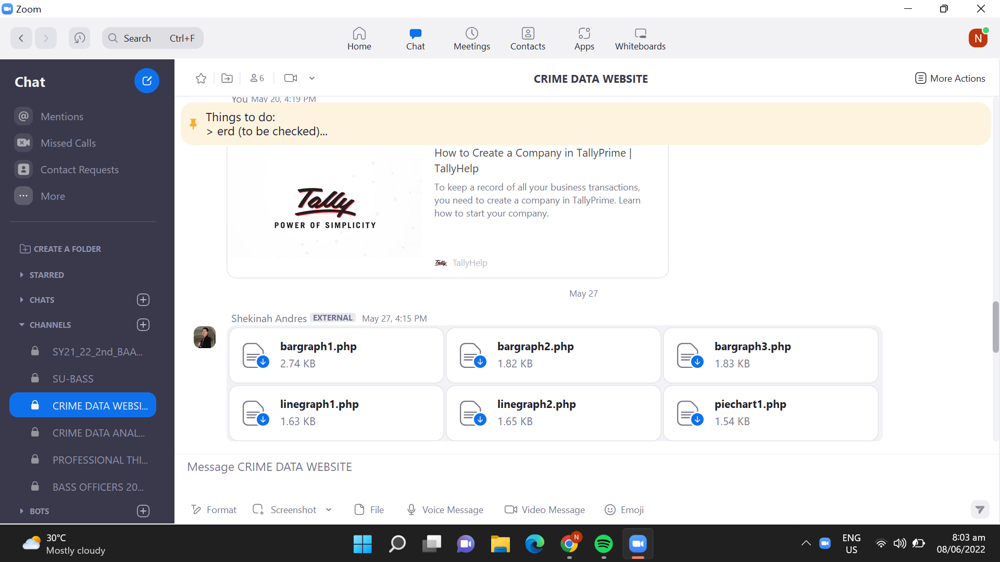 Zoom
Search Ctrl+F
Home
Chat
Meetings
Contacts
Apps
Whiteboards
N
Chat
Mentions
Missed Calls
Contact Requests
More
CREATE A FOLDER
STARRED
CHATS
CHANNELS
SY21_22_2nd_BAA...
SU-BASS
CRIME DATA WEBSI...
CRIME DATA ANAL...
PROFESSIONAL THI...
BASS OFFICERS 20...
BOTS
6
CRIME DATA WEBSITE
More Actions
You May 20, 4:19 PM
Things to do:
> erd (to be checked)...
Tally
POWER OF SIMPLICITY
How to Create a Company in TallyPrime |
TallyHelp
To keep a record of all your business transactions,
you need to create a company in TallyPrime. Learn
how to start your company.
Tally TallyHelp
May 27
Shekinah Andres EXTERNAL May 27, 4:15 PM
bargraph1.php
2.74 KB
bargraph2.php
1.82 KB
bargraph3.php
1.83 KB
linegraph1.php
1.63 KB
linegraph2.php
1.65 KB
piechart1.php
1.54 KB
Message CRIME DATA WEBSITE
Format
Screenshot
File
Voice Message
Video Message
Emoji
30°C
Mostly cloudy
N
ENG
US
8:03 am
08/06/2022